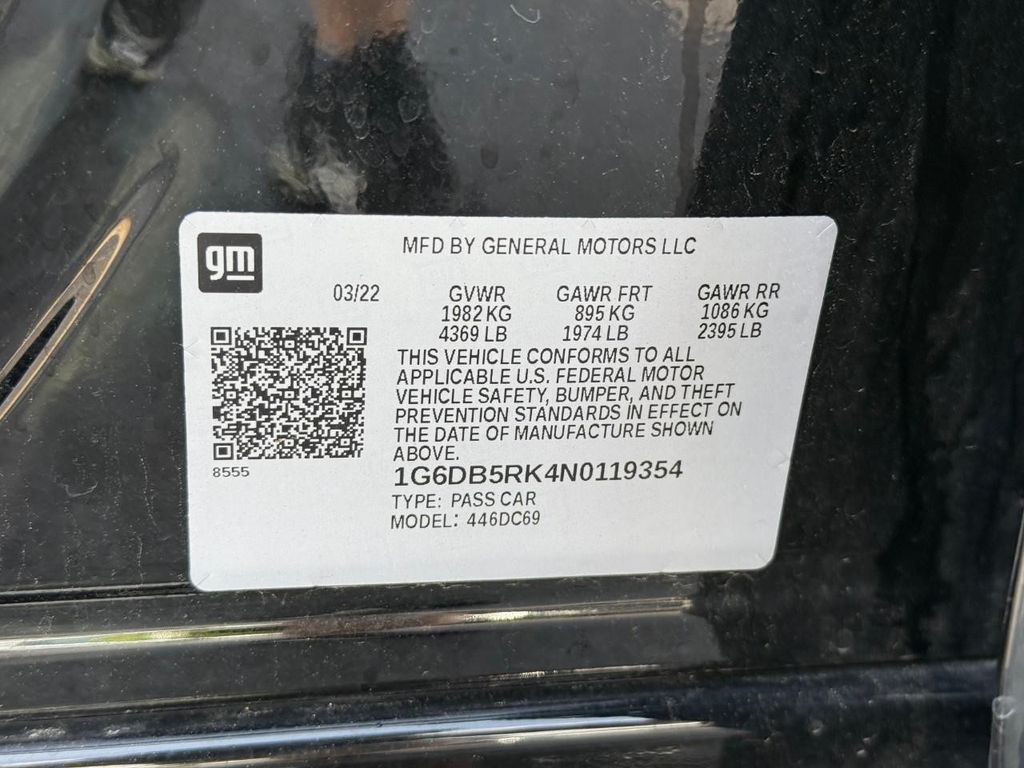 gm
MFD BY GENERAL MOTORS LLC
03/22 GVWR GAWR FRT GAWR RR
1982 KG 895 KG 1086 KG
4369 LB 1974 LB 2395 LB
THIS VEHICLE CONFORMS TO ALL
APPLICABLE U.S. FEDERAL MOTOR
VEHICLE SAFETY, BUMPER, AND THEFT
PREVENTION STANDARDS IN EFFECT ON
THE DATE OF MANUFACTURE SHOWN
ABOVE.
8555
1G6DB5RK4N0119354
TYPE: PASS CAR
MODEL: 446DC69